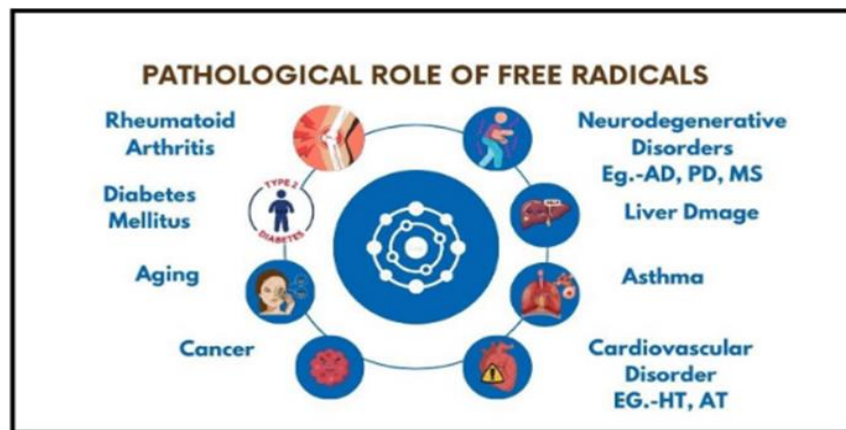 PATHOLOGICAL ROLE OF FREE RADICALS
Rheumatoid
Arthritis
Diabetes
Mellitus
TYPE 2
DIABETES
Aging
Cancer
Neurodegenerative
Disorders
Eg.-AD, PD, MS
Liver Dmage
Asthma
Cardiovascular
Disorder
EG.-HT, AT